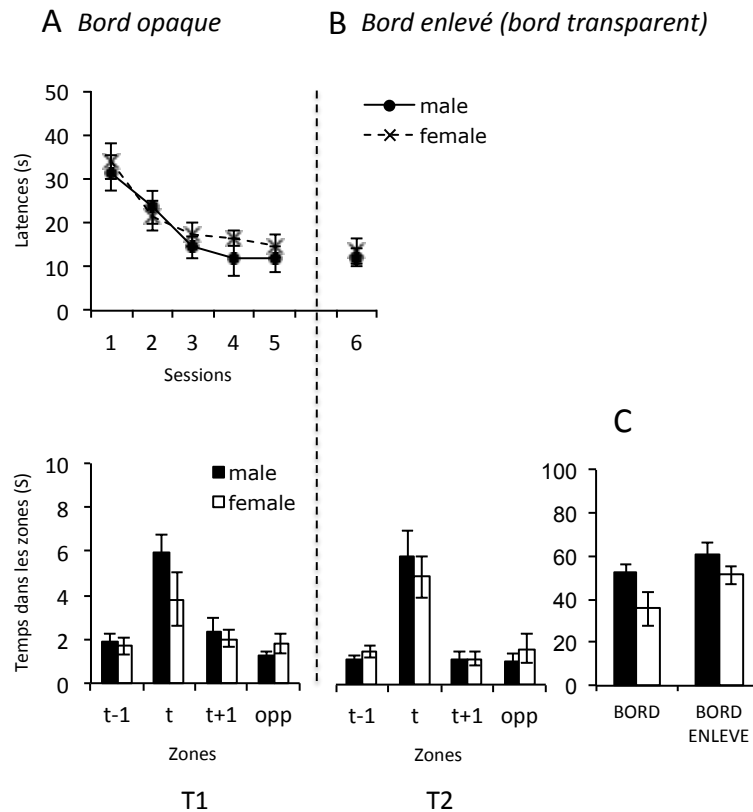 A Bord opaque
B Bord enlevé (bord transparent)
50
40
30
20
10
0
Latences (s)
1 2 3 4 5
6
Sessions
male
female
C
10
8
6
4
2
0
Temps dans les zones (S)
male
female
t-1 t t+1 opp
Zones
T1
t-1 t t+1 opp
Zones
T2
100
80
60
40
20
0
BORD
BORD
ENLEVE